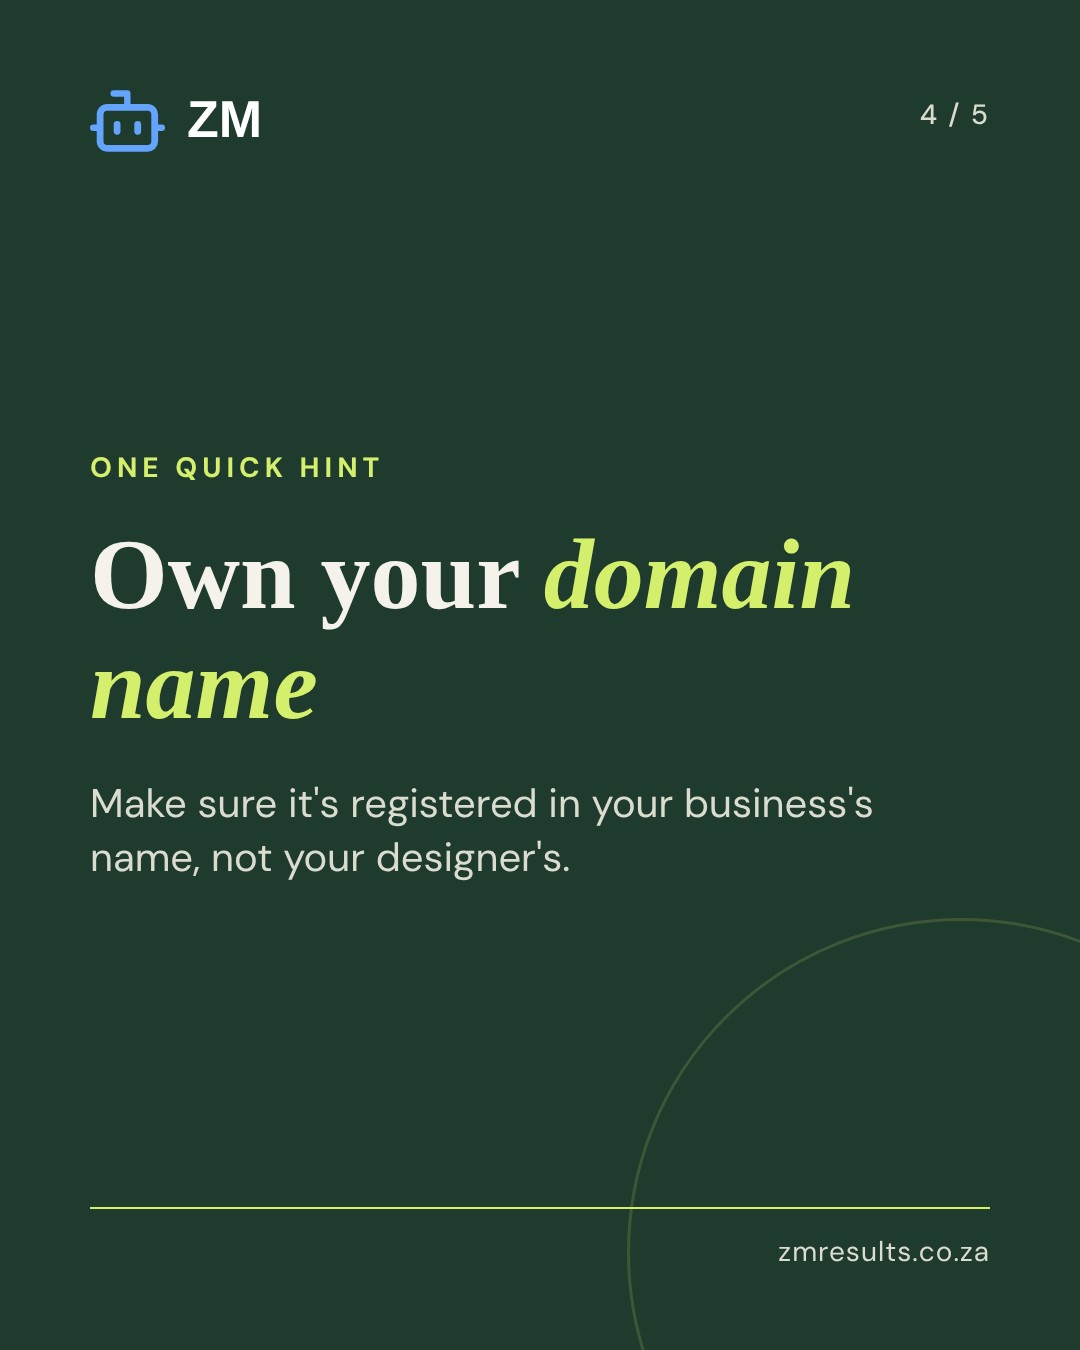 ZM
4 / 5
ONE QUICK HINT
Own your domain
name
Make sure it's registered in your business's
name, not your designer's.
zmresults.co.za